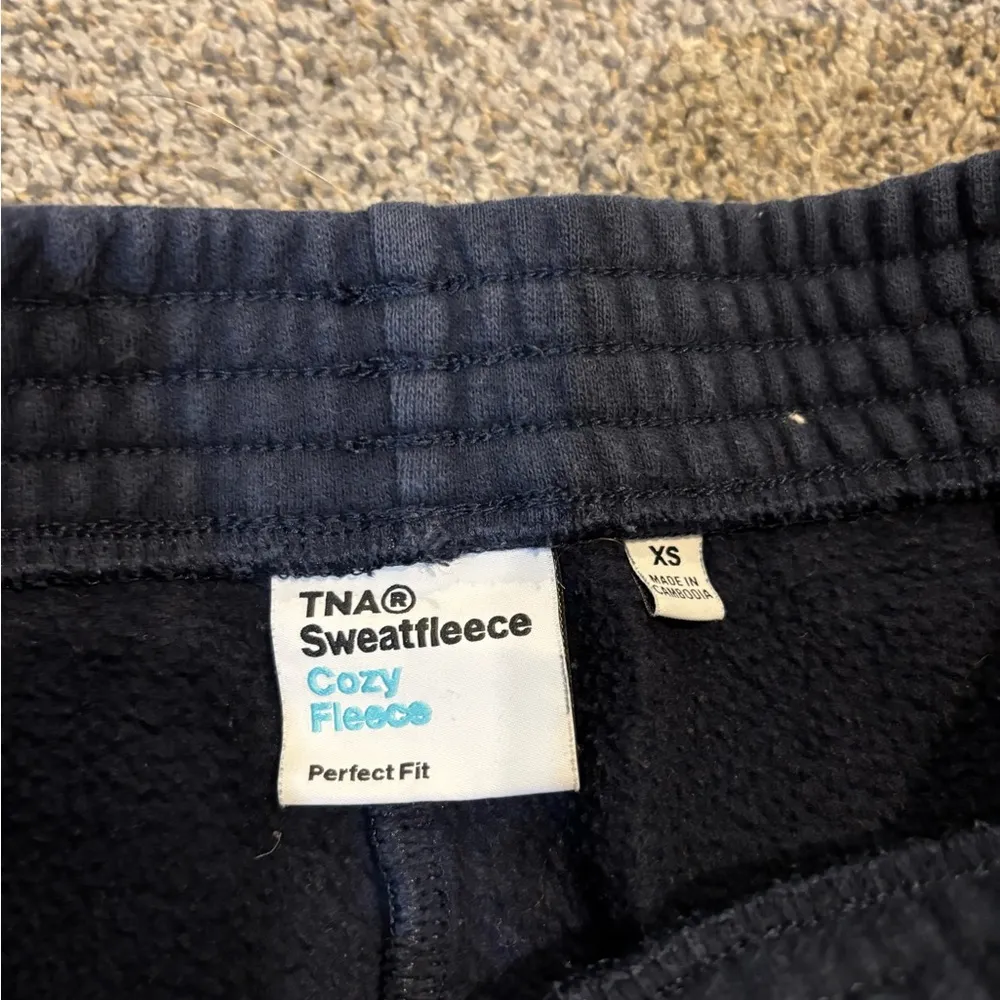 TNA®
Sweatfleece
Cozy
Fleece
Perfect Fit
XS
MADE IN
CAMBODIA